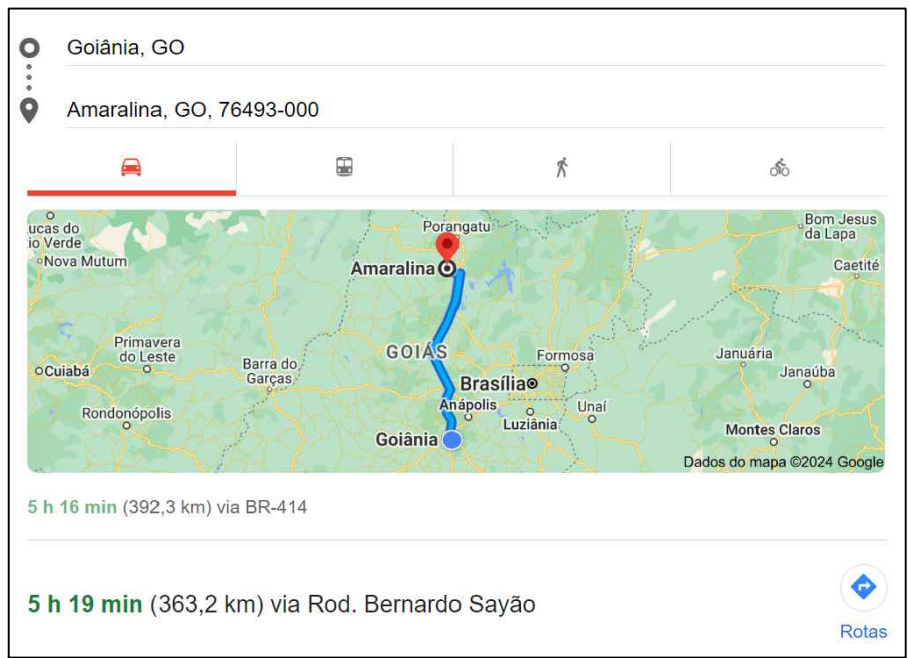 Goiânia, GO
Amaralina, GO, 76493-000
ucas do
io Verde
Nova Mutum
Porangatu
Bom Jesus
da Lapa
Amaralina
Caetité
Primavera
do Leste
Cuiabá
Barra do
Garças
GOIÁS
Formosa
Januária
Janaúba
Brasília
Rondonópolis
Anápolis
Luziânia
Unaí
Goiânia
Montes Claros
Dados do mapa ©2024 Google
5 h 16 min (392,3 km) via BR-414
5 h 19 min (363,2 km) via Rod. Bernardo Sayão
Rotas